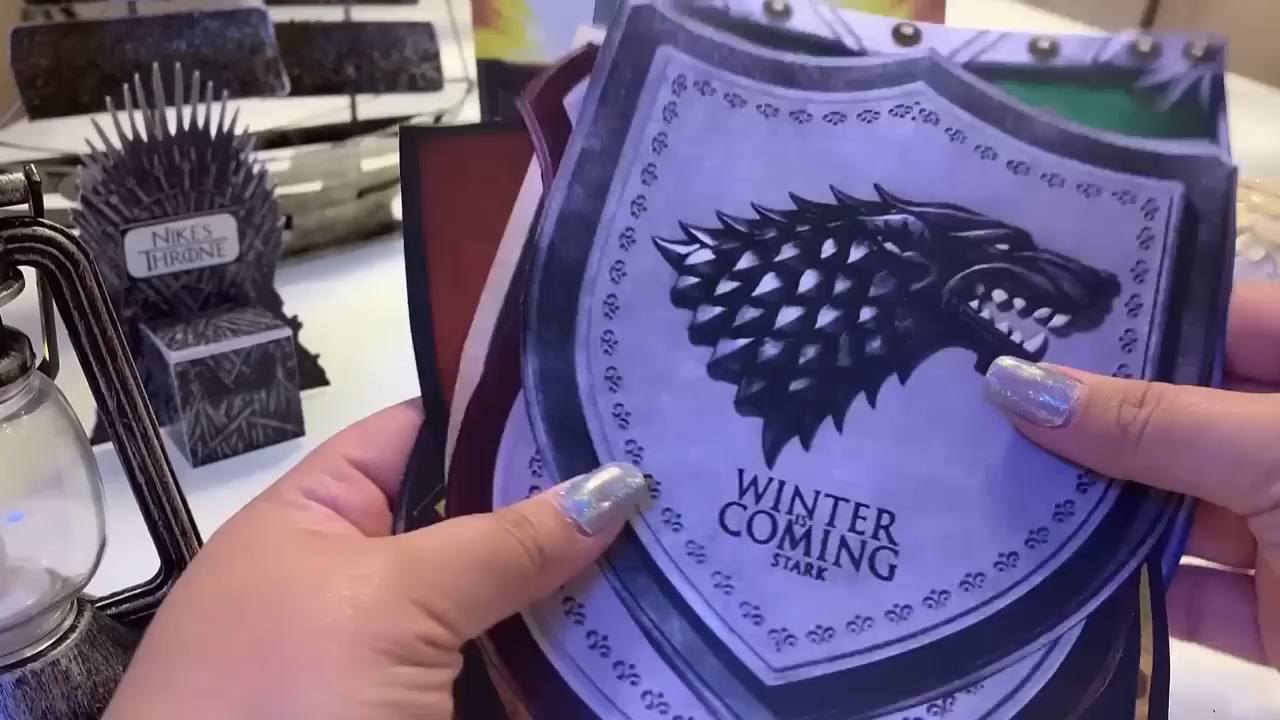 NIKES
THRONE
WINTER
IS
COMING
STARK